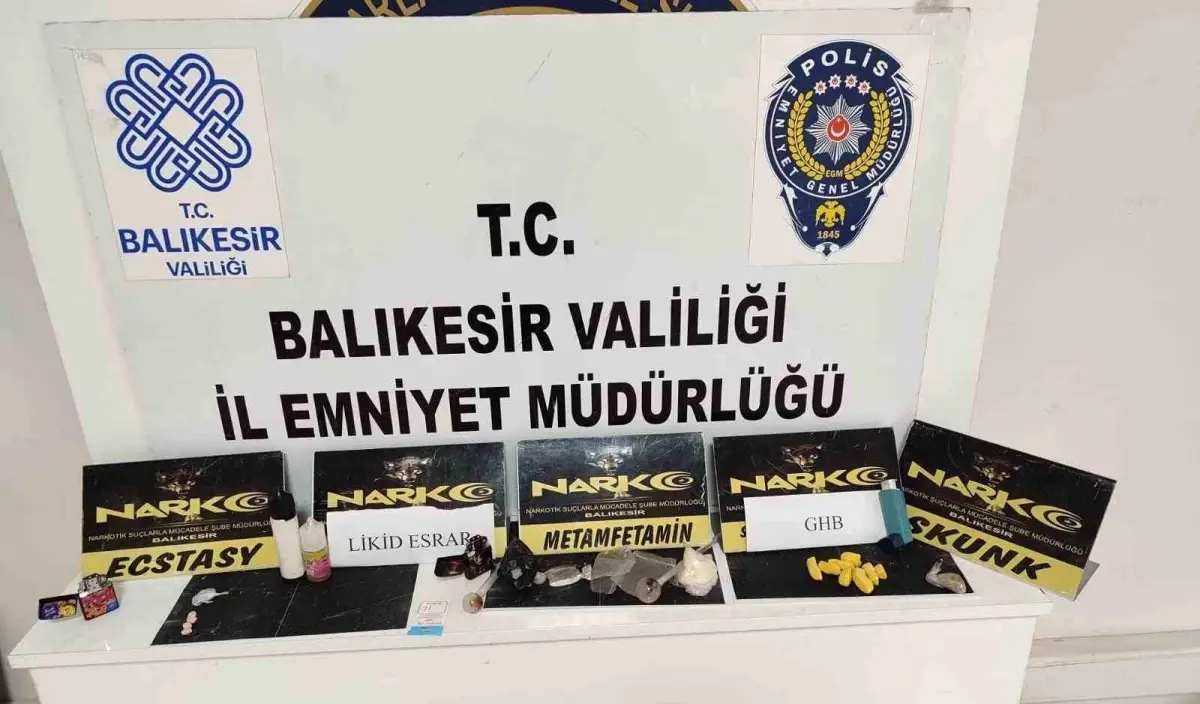 T.C.
BALIKESİR
VALİLİĞİ
POLİS
EMNİYET GENEL MÜDÜRLÜĞÜ
EGM
1845
T.C.
BALIKESİR VALİLİĞİ
İL EMNİYET MÜDÜRLÜĞÜ
NARKO
NARKOTİK SUÇLARLA MÜCADELE ŞUBE MÜDÜRLÜĞÜ
BALIKESİR
ECSTASY
NARKO
LİKİD ESRAR
NARKO
NARKOTİK SUÇLARLA MÜCADELE ŞUBE MÜDÜRLÜĞÜ
BALIKESİR
METAMFETAMİN
NARKO
GHB
NARKO
NARKOTİK SUÇLARLA MÜCADELE ŞUBE MÜDÜRLÜĞÜ
BALIKESİR
SKUNK